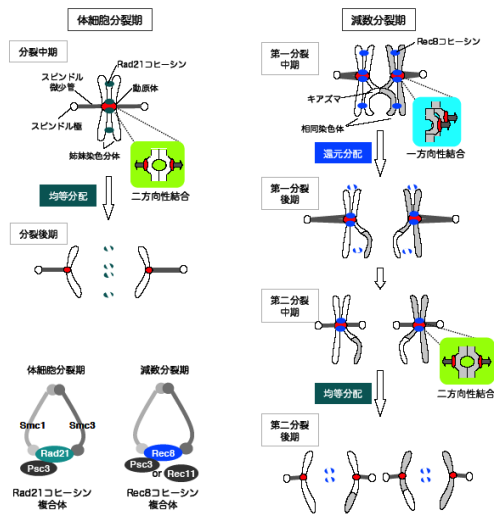 体細胞分裂期
分裂中期
Rad21コヒーシン
スピンドル
微少管
動原体
スピンドル極
姉妹染色分体
均等分配
二方向性結合
分裂後期
体細胞分裂期
Smc1
Smc3
Rad21
Psc3
Rad21コヒーシン
複合体
減数分裂期
Rec8
Psc3
or
Rec11
Rec8コヒーシン
複合体
減数分裂期
第一分裂
中期
Rec8コヒーシン
キアズマ
相同染色体
還元分配
一方向性結合
第一分裂
後期
第二分裂
中期
均等分配
二方向性結合
第二分裂
後期